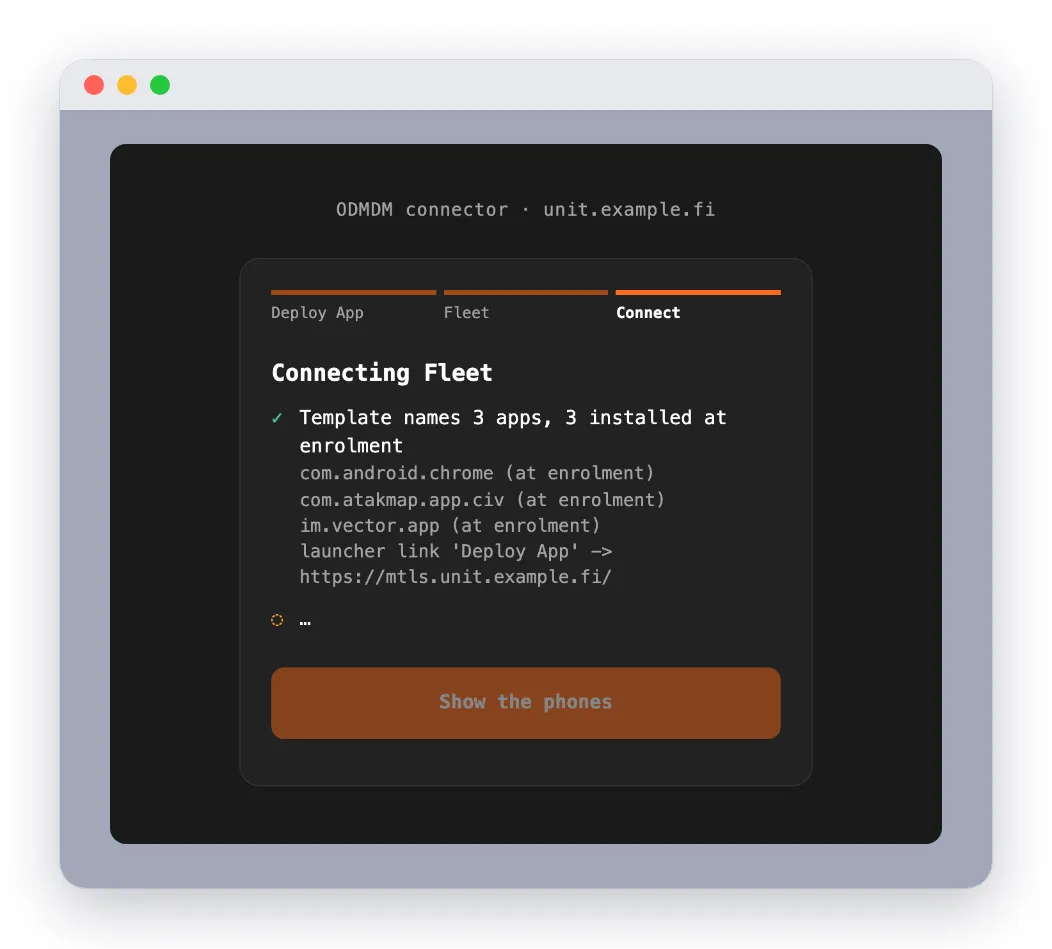 ODMDM connector · unit.example.fi
Deploy App
Fleet
Connect
Connecting Fleet
✓ Template names 3 apps, 3 installed at
enrolment
com.android.chrome (at enrolment)
com.atakmap.app.civ (at enrolment)
im.vector.app (at enrolment)
launcher link 'Deploy App' —>
https://mtls.unit.example.fi/
…
Show the phones